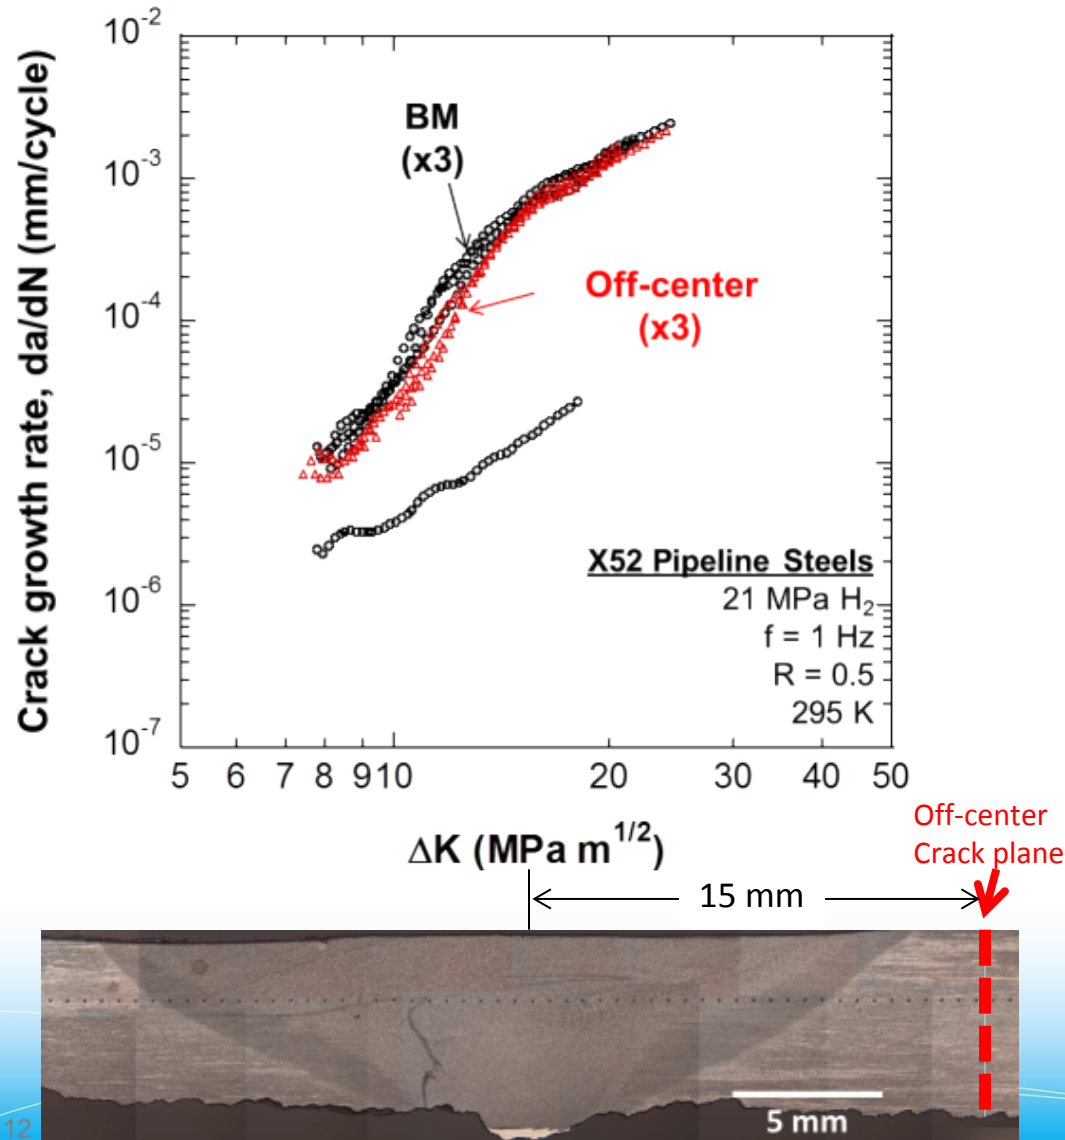 Crack growth rate, da/dN (mm/cycle)
10⁻²
10⁻³
10⁻⁴
10⁻⁵
10⁻⁶
10⁻⁷
BM
(x3)
Off-center
(x3)
X52 Pipeline Steels
21 MPa H₂
f = 1 Hz
R = 0.5
295 K
5 6 7 8 9 10 20 30 40 50
ΔK (MPa m^1/2)
Off-center
Crack plane
15 mm
5 mm
12